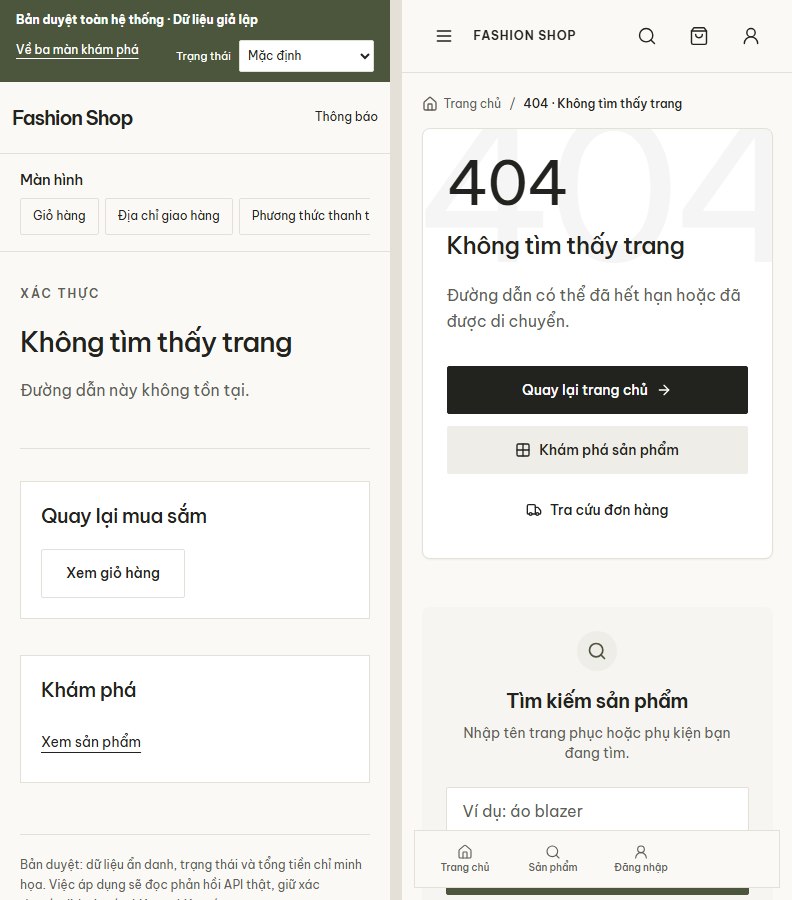 Bản duyệt toàn hệ thống · Dữ liệu giả lập
Về ba màn khám phá
Trạng thái
Mặc định
Fashion Shop
Thông báo
Màn hình
Giỏ hàng
Địa chỉ giao hàng
Phương thức thanh t
XÁC THỰC
Không tìm thấy trang
Đường dẫn này không tồn tại.
Quay lại mua sắm
Xem giỏ hàng
Khám phá
Xem sản phẩm
Bản duyệt: dữ liệu ẩn danh, trạng thái và tổng tiền chỉ minh
họa. Việc áp dụng sẽ đọc phản hồi API thật, giữ xác
FASHION SHOP
Trang chủ / 404 · Không tìm thấy trang
404
404
Không tìm thấy trang
Đường dẫn có thể đã hết hạn hoặc đã
được di chuyển.
Quay lại trang chủ
Khám phá sản phẩm
Tra cứu đơn hàng
Tìm kiếm sản phẩm
Nhập tên trang phục hoặc phụ kiện bạn
đang tìm.
Ví dụ: áo blazer
Trang chủ
Sản phẩm
Đăng nhập